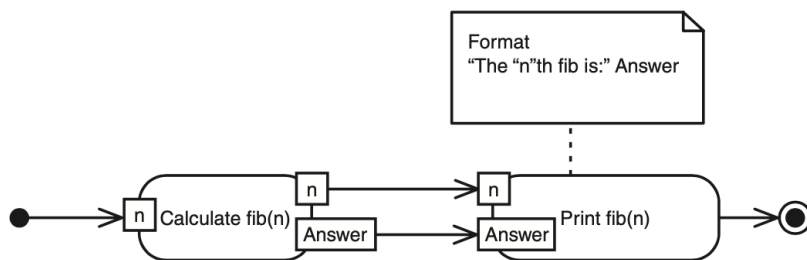 Format
“The “n”th fib is:” Answer
n
Calculate fib(n)
n
Answer
n
Answer
Print fib(n)